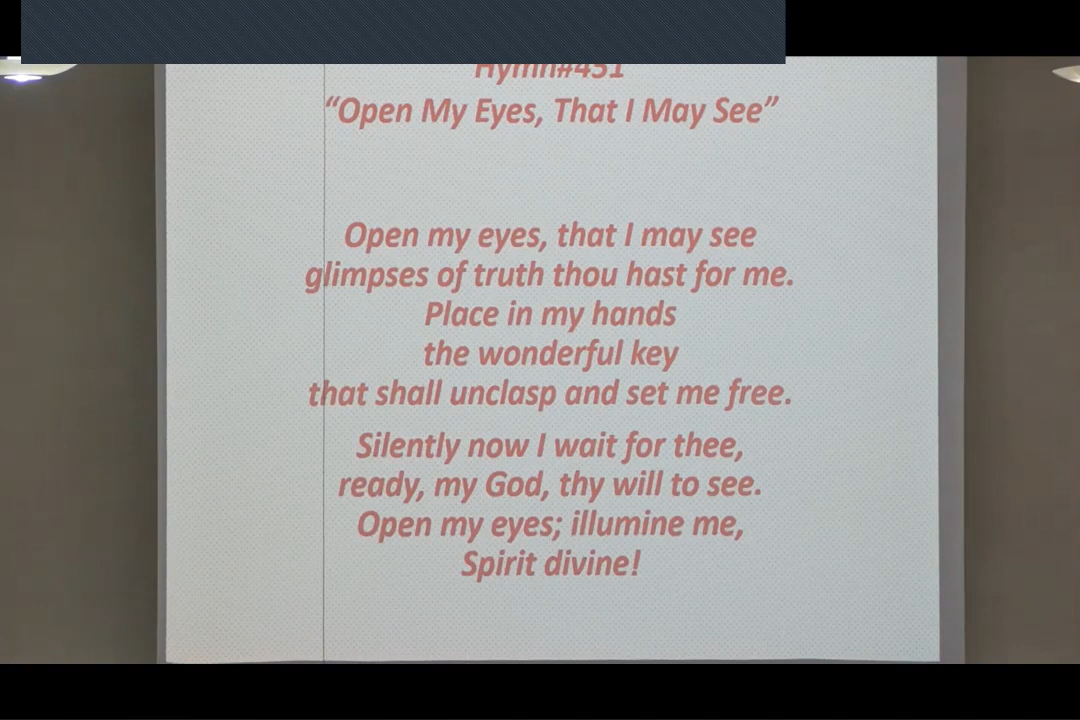 Hymn#451
“Open My Eyes, That I May See”
Open my eyes, that I may see
glimpses of truth thou hast for me.
Place in my hands
the wonderful key
that shall unclasp and set me free.
Silently now I wait for thee,
ready, my God, thy will to see.
Open my eyes; illumine me,
Spirit divine!